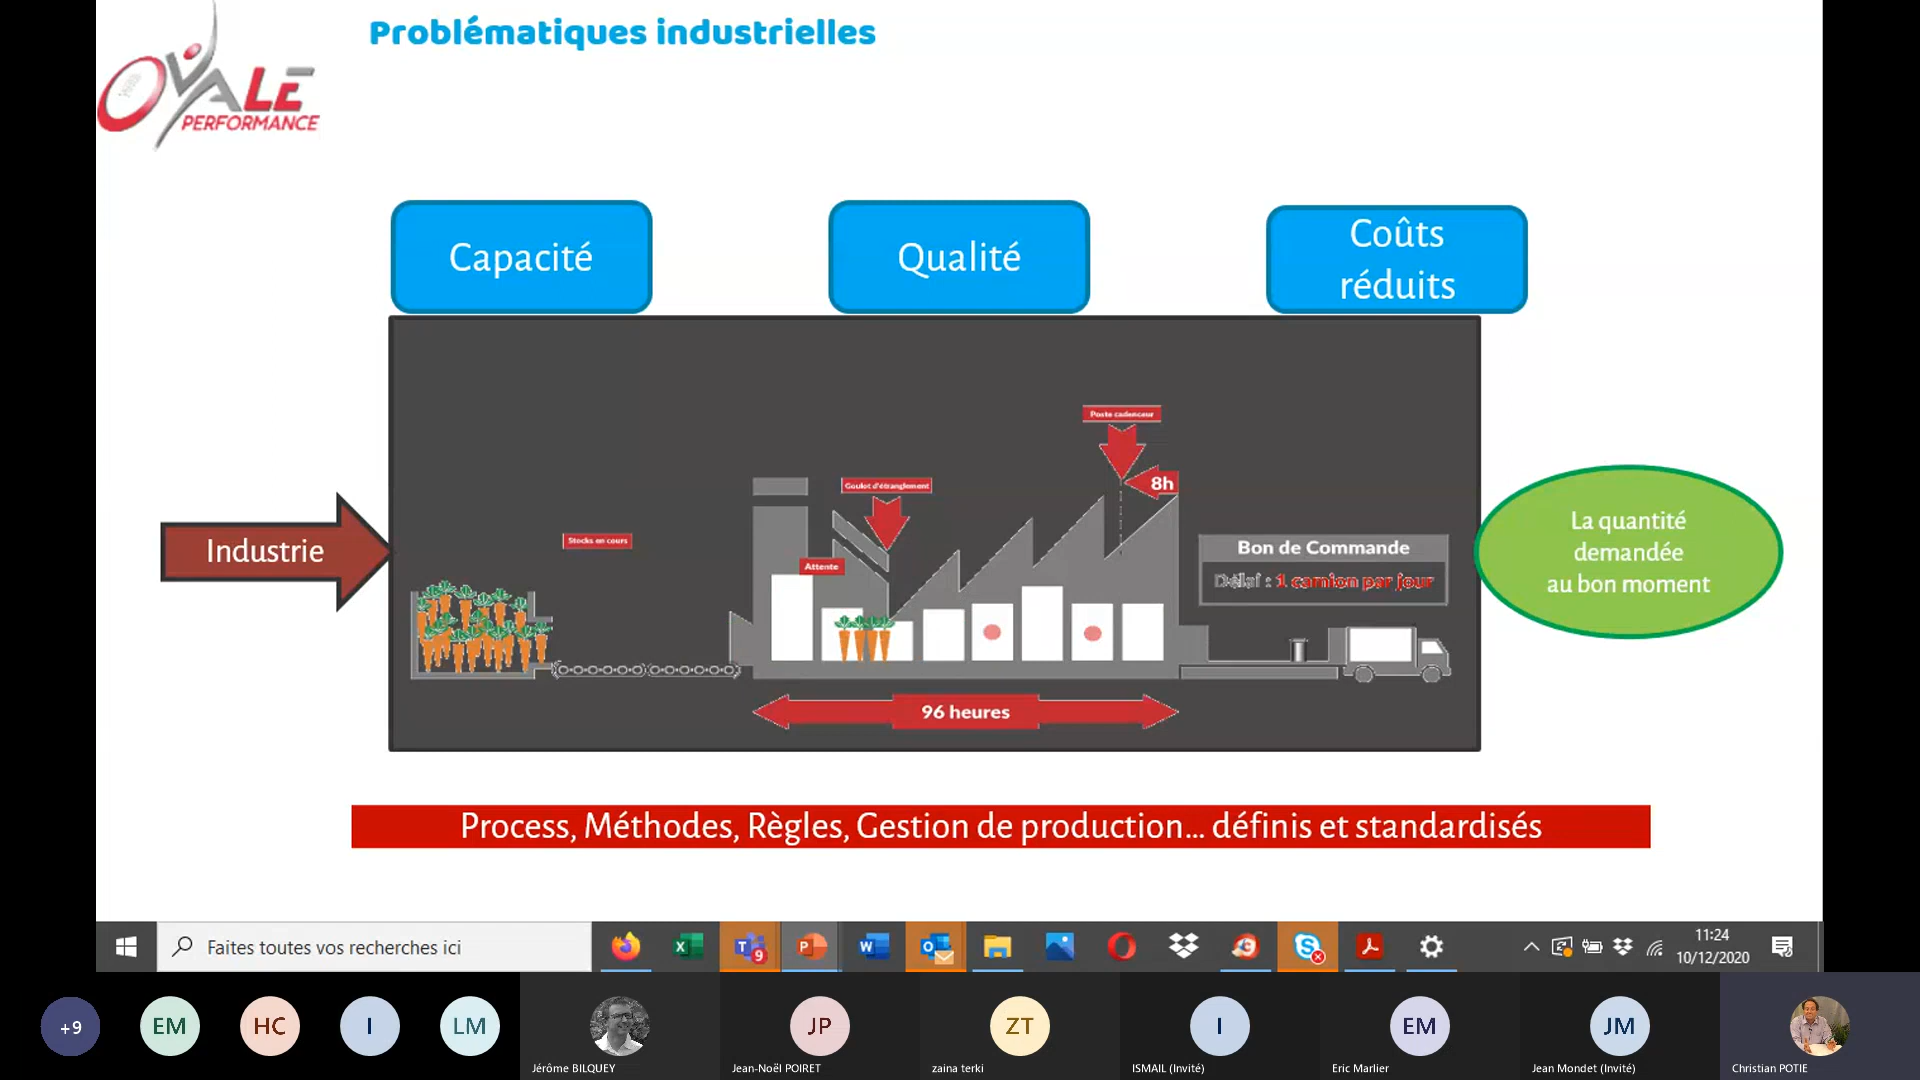 Problématiques industrielles
OVALE
PERFORMANCE
Capacité
Qualité
Coûts
réduits
Poste cadenceur
8h
Goulot d'étranglement
Stocks en cours
Attente
Industrie
Bon de Commande
Délai : 1 camion par jour
La quantité
demandée
au bon moment
96 heures
Process, Méthodes, Règles, Gestion de production... définis et standardisés
Faites toutes vos recherches ici
9
11:24
10/12/2020
+9
EM
HC
I
LM
JP
ZT
I
EM
JM
Jérôme BILQUEY
Jean-Noël POIRET
zaina terki
ISMAIL (Invité)
Eric Marlier
Jean Mondet (Invité)
Christian POTIE